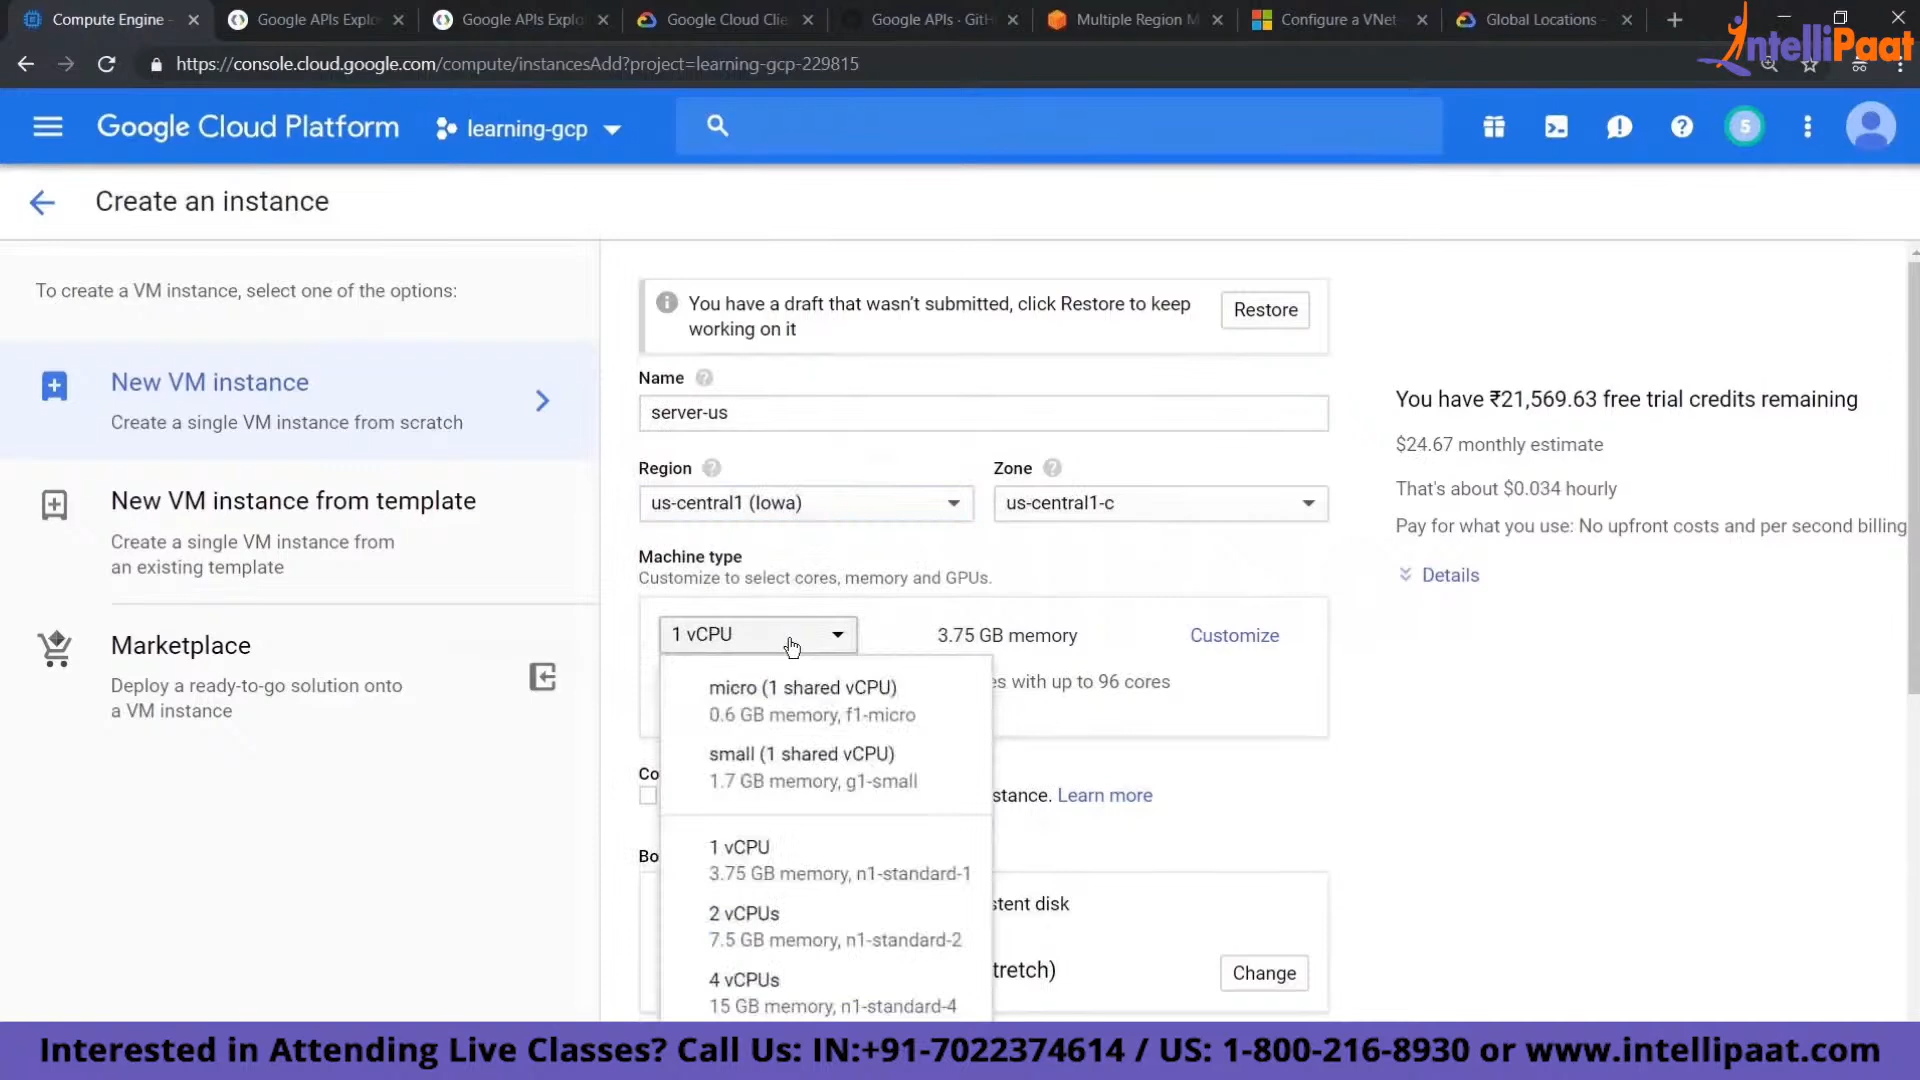 Compute Engine -
Google APIs Explo
Google APIs Explo
Google Cloud Clie
Google APIs · GitH
Multiple Region M
Configure a VNet
Global Locations -
IntelliPaat
https://console.cloud.google.com/compute/instancesAdd?project=learning-gcp-229815
Google Cloud Platform
learning-gcp
5
Create an instance
To create a VM instance, select one of the options:
New VM instance
Create a single VM instance from scratch
New VM instance from template
Create a single VM instance from
an existing template
Marketplace
Deploy a ready-to-go solution onto
a VM instance
You have a draft that wasn't submitted, click Restore to keep
working on it
Restore
Name
server-us
Region
Zone
us-central1 (Iowa)
us-central1-c
Machine type
Customize to select cores, memory and GPUs.
1 vCPU
3.75 GB memory
Customize
es with up to 96 cores
micro (1 shared vCPU)
0.6 GB memory, f1-micro
small (1 shared vCPU)
1.7 GB memory, g1-small
1 vCPU
3.75 GB memory, n1-standard-1
2 vCPUs
7.5 GB memory, n1-standard-2
4 vCPUs
15 GB memory, n1-standard-4
Co
stance. Learn more
Bo
stent disk
tretch)
Change
You have ₹21,569.63 free trial credits remaining
$24.67 monthly estimate
That's about $0.034 hourly
Pay for what you use: No upfront costs and per second billing
Details
Interested in Attending Live Classes? Call Us: IN:+91-7022374614 / US: 1-800-216-8930 or www.intellipaat.com